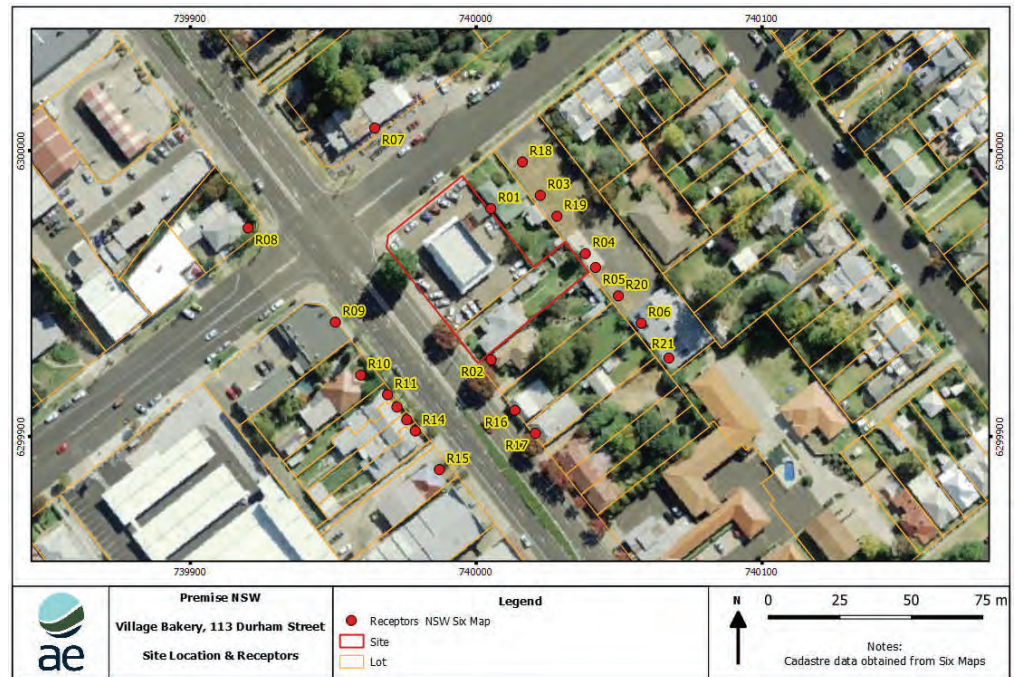 739900 740000 740100
6300000 6300000
R07
R18
R03
R01
R19
R08
R04
R05
R20
R06
R09
R21
R02
R10
R11
R16
R14
R17
R15
6299900 6299900
739900 740000 740100
ae
Premise NSW
Village Bakery, 113 Durham Street
Site Location & Receptors
Legend
Receptors NSW Six Map
Site
Lot
N 0 25 50 75 m
Notes:
Cadastre data obtained from Six Maps